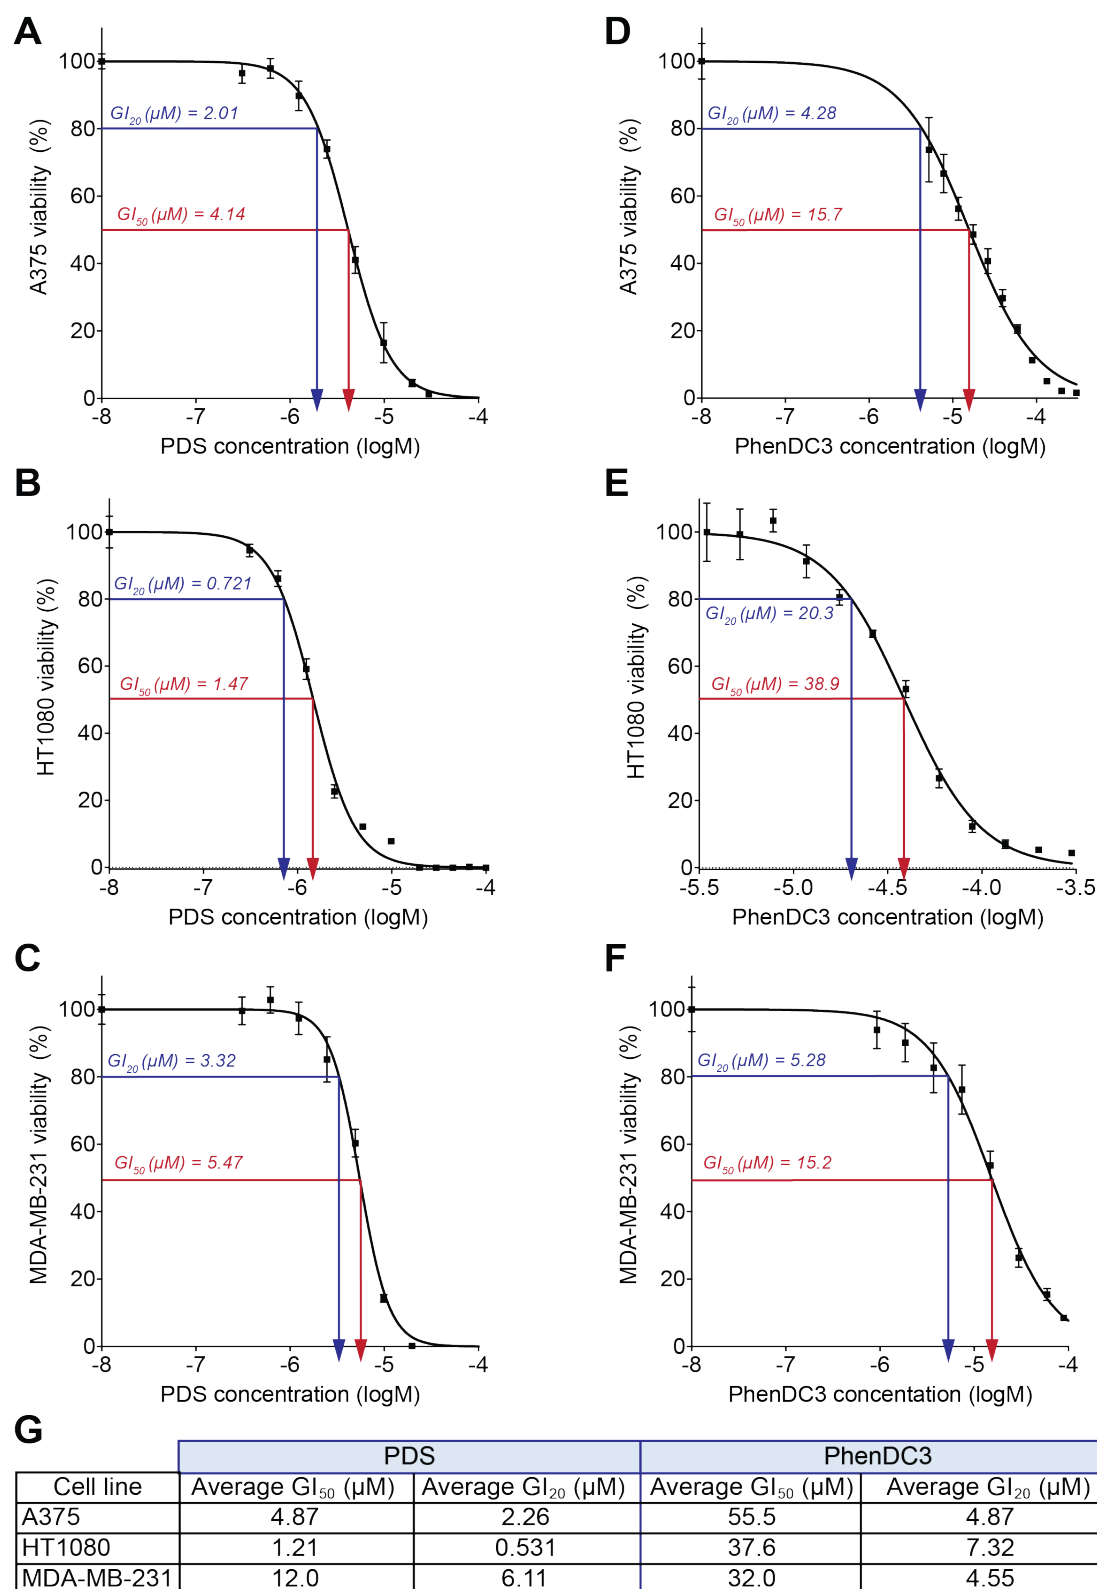 A
100
80
60
40
20
0
A375 viability (%)
GI20 (µM) = 2.01
GI50 (µM) = 4.14
-8 -7 -6 -5 -4
PDS concentration (logM)
D
100
80
60
40
20
0
A375 viability (%)
GI20 (µM) = 4.28
GI50 (µM) = 15.7
-8 -7 -6 -5 -4
PhenDC3 concentration (logM)
B
100
80
60
40
20
0
HT1080 viability (%)
GI20 (µM) = 0.721
GI50 (µM) = 1.47
-8 -7 -6 -5 -4
PDS concentration (logM)
E
100
80
60
40
20
0
HT1080 viability (%)
GI20 (µM) = 20.3
GI50 (µM) = 38.9
-5.5 -5.0 -4.5 -4.0 -3.5
PhenDC3 concentration (logM)
C
100
80
60
40
20
0
MDA-MB-231 viability (%)
GI20 (µM) = 3.32
GI50 (µM) = 5.47
-8 -7 -6 -5 -4
PDS concentration (logM)
F
100
80
60
40
20
0
MDA-MB-231 viability (%)
GI20 (µM) = 5.28
GI50 (µM) = 15.2
-8 -7 -6 -5 -4
PhenDC3 concentation (logM)
G
PDS PhenDC3
Cell line Average GI50 (µM) Average GI20 (µM) Average GI50 (µM) Average GI20 (µM)
A375 4.87 2.26 55.5 4.87
HT1080 1.21 0.531 37.6 7.32
MDA-MB-231 12.0 6.11 32.0 4.55